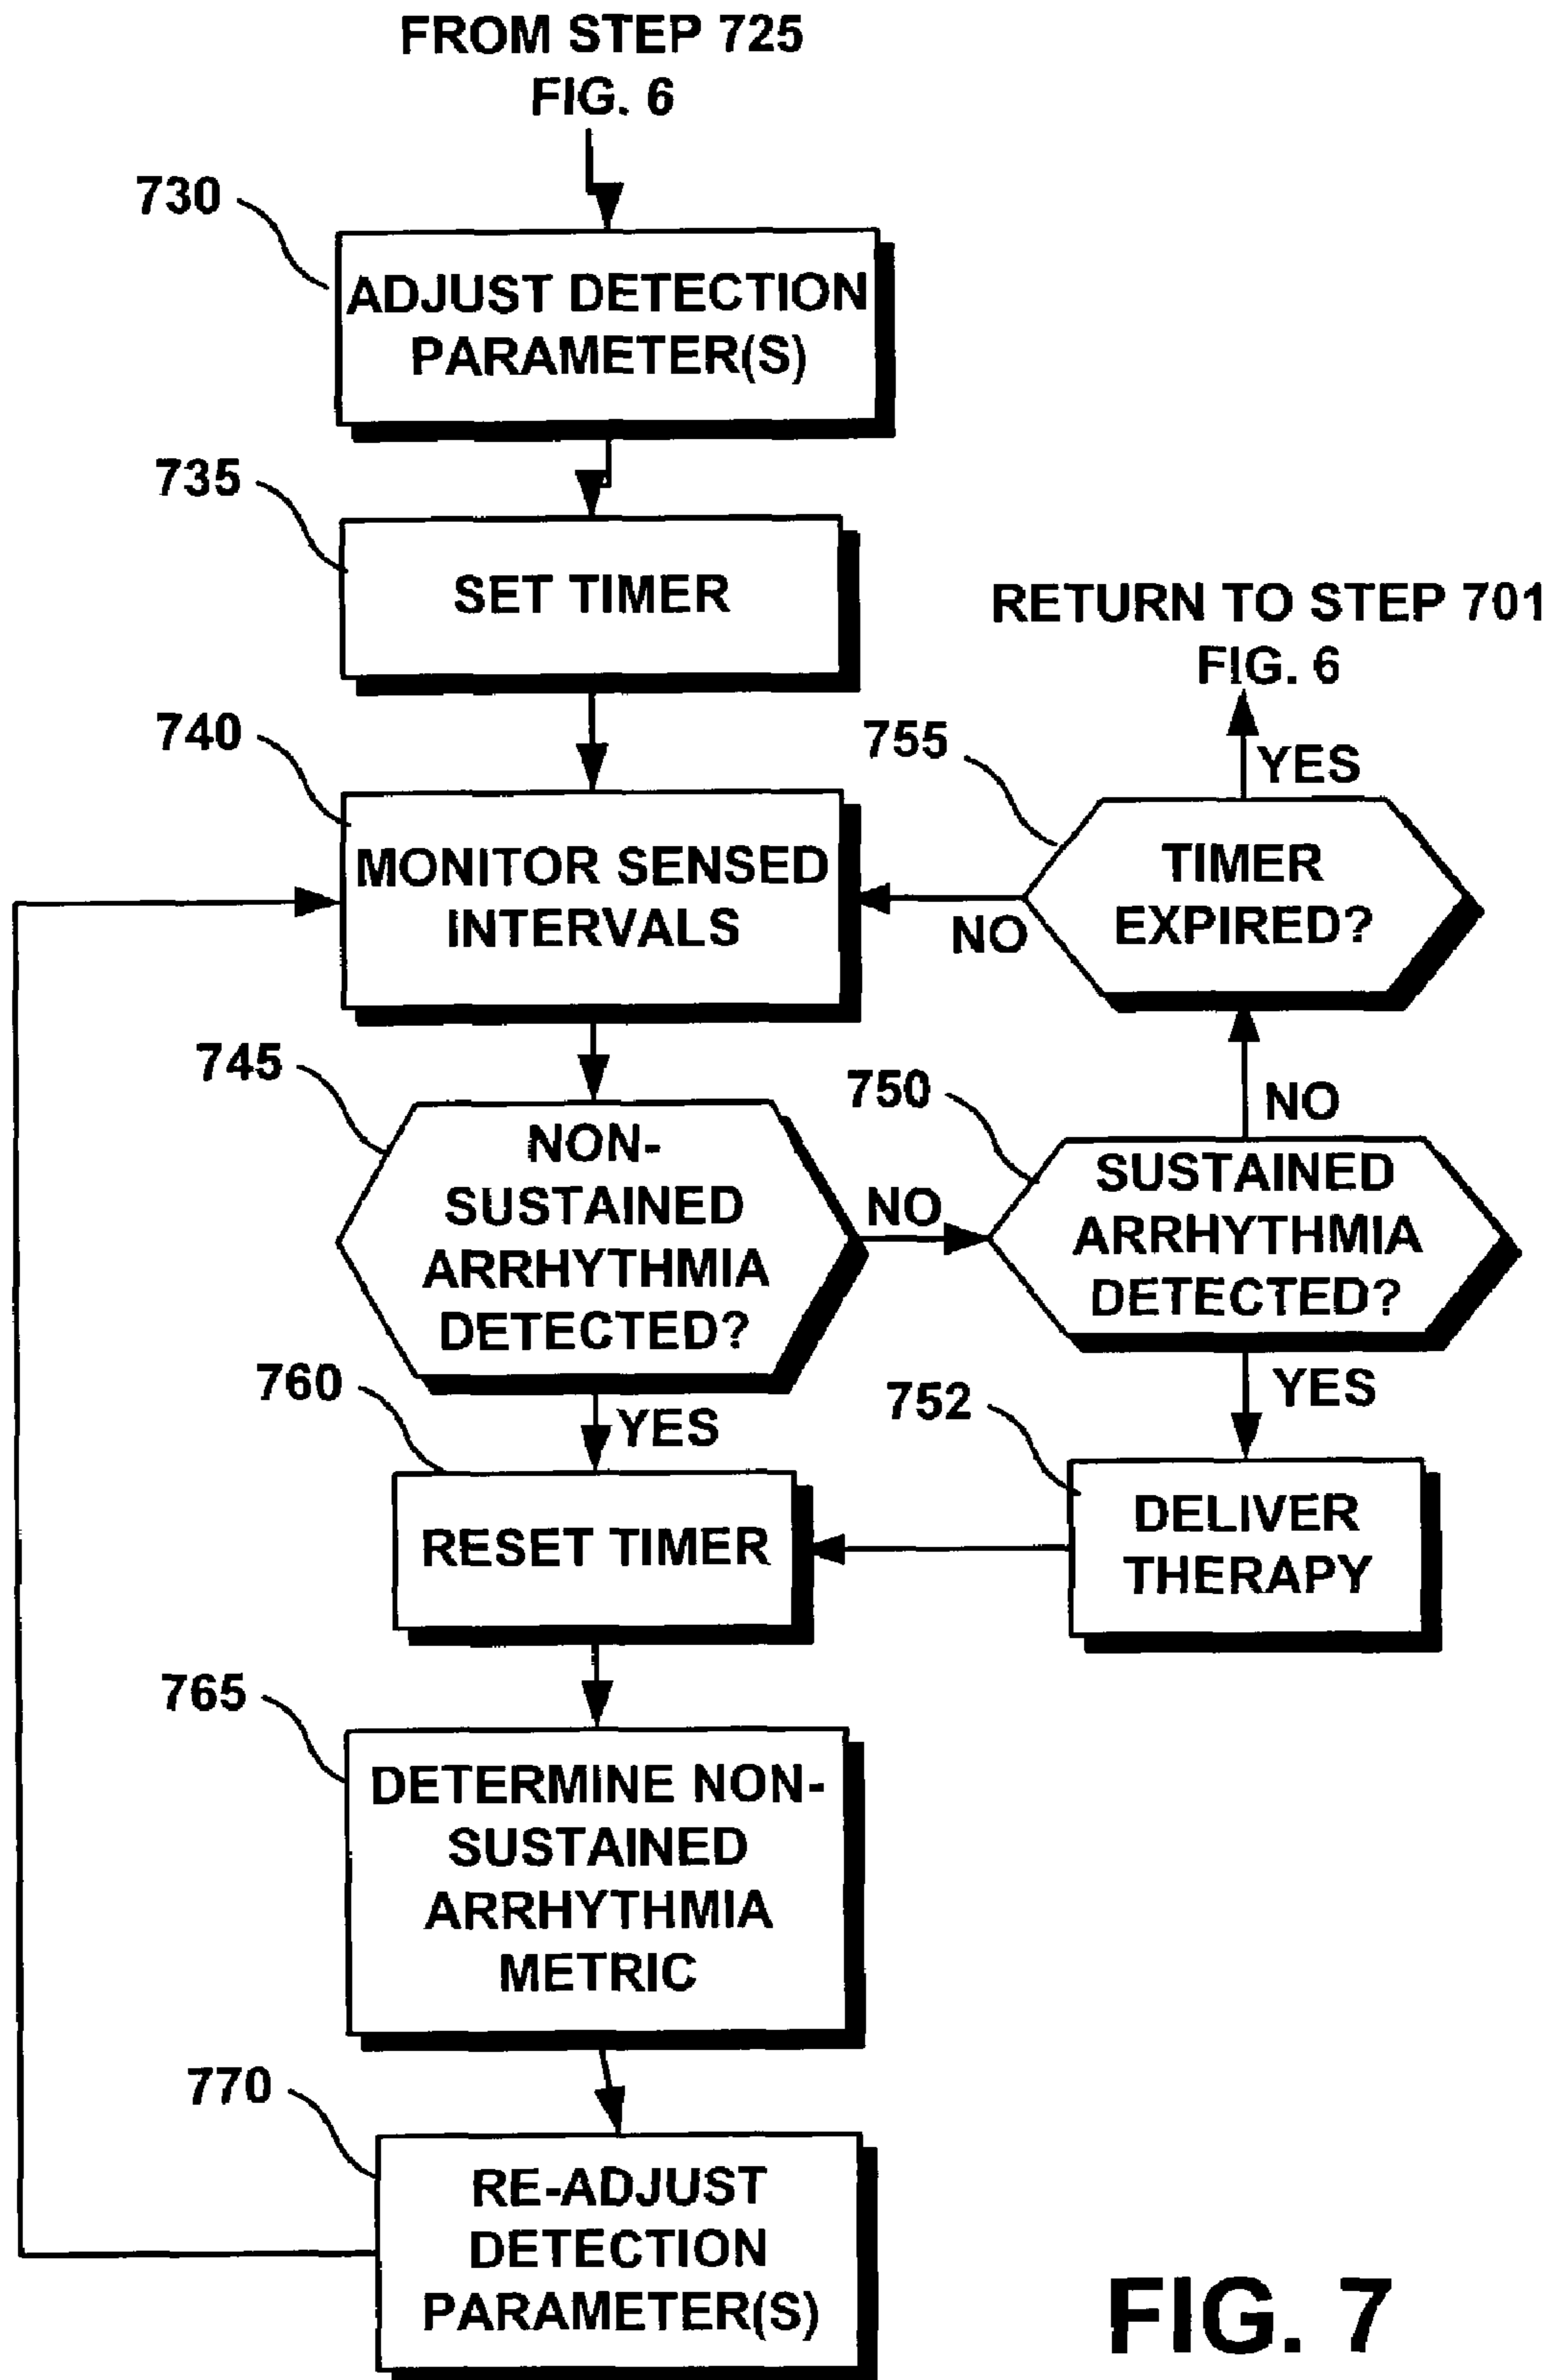 FROM STEP 725
FIG. 6
730
ADJUST DETECTION
PARAMETER(S)
735
SET TIMER
RETURN TO STEP 701
FIG. 6
740
MONITOR SENSED
INTERVALS
755
YES
TIMER
EXPIRED?
NO
745
NON-
SUSTAINED
ARRHYTHMIA
DETECTED?
NO
750
NO
SUSTAINED
ARRHYTHMIA
DETECTED?
YES
760
YES
RESET TIMER
752
DELIVER
THERAPY
765
DETERMINE NON-
SUSTAINED
ARRHYTHMIA
METRIC
770
RE-ADJUST
DETECTION
PARAMETER(S)
FIG. 7